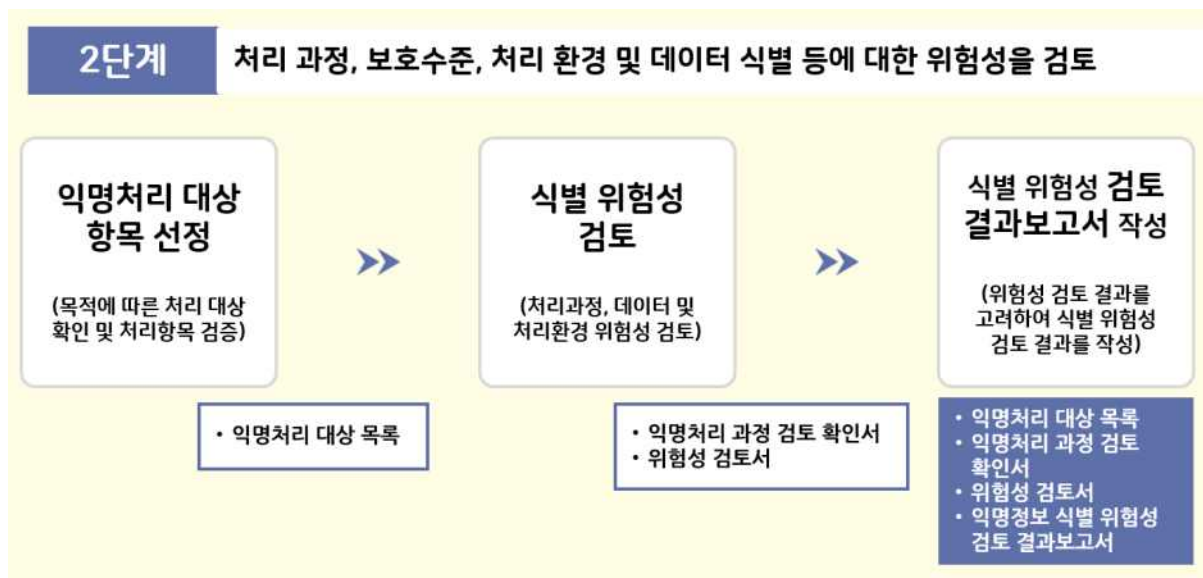 2단계 처리 과정, 보호수준, 처리 환경 및 데이터 식별 등에 대한 위험성을 검토
익명처리 대상
항목 선정
(목적에 따른 처리 대상
확인 및 처리항목 검증)
• 익명처리 대상 목록
식별 위험성
검토
(처리과정, 데이터 및
처리환경 위험성 검토)
• 익명처리 과정 검토 확인서
• 위험성 검토서
식별 위험성 검토
결과보고서 작성
(위험성 검토 결과를
고려하여 식별 위험성
검토 결과를 작성)
• 익명처리 대상 목록
• 익명처리 과정 검토
확인서
• 위험성 검토서
• 익명정보 식별 위험성
검토 결과보고서